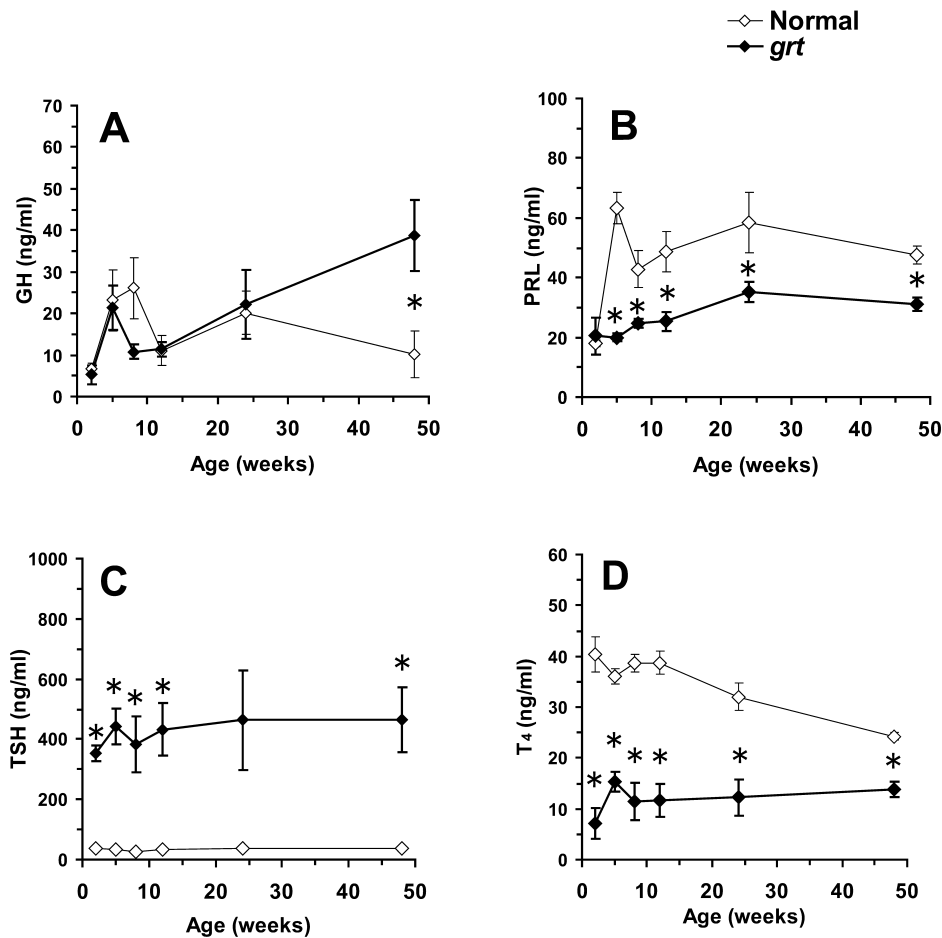 Normal
grt
A
GH (ng/ml)
70
60
50
40
30
20
10
0
0 10 20 30 40 50
Age (weeks)
*
B
PRL (ng/ml)
100
80
60
40
20
0
0 10 20 30 40 50
Age (weeks)
* * * * *
C
TSH (ng/ml)
1000
800
600
400
200
0
0 10 20 30 40 50
Age (weeks)
* * * * *
D
T4 (ng/ml)
60
50
40
30
20
10
0
0 10 20 30 40 50
Age (weeks)
* * * * * *